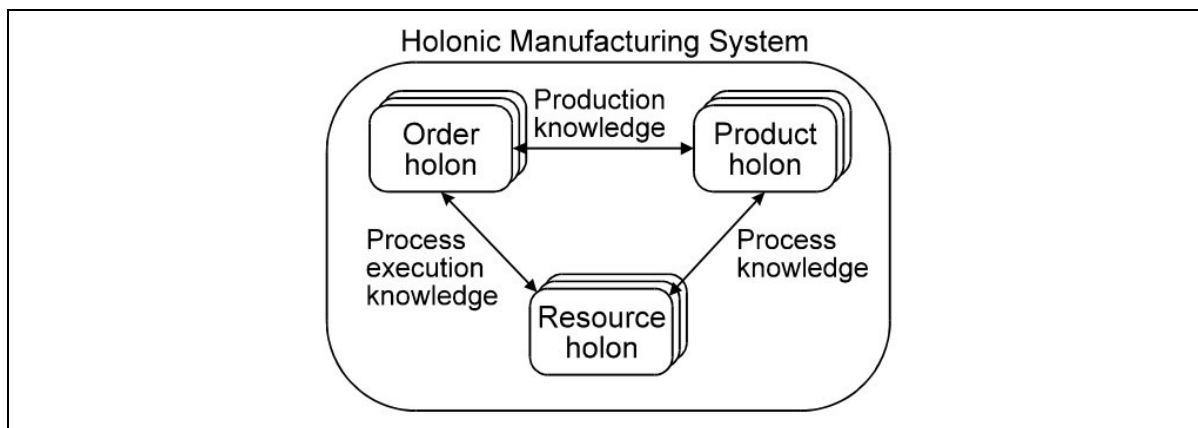 Holonic Manufacturing System
Order
holon
Production
knowledge
Product
holon
Process
execution
knowledge
Process
knowledge
Resource
holon